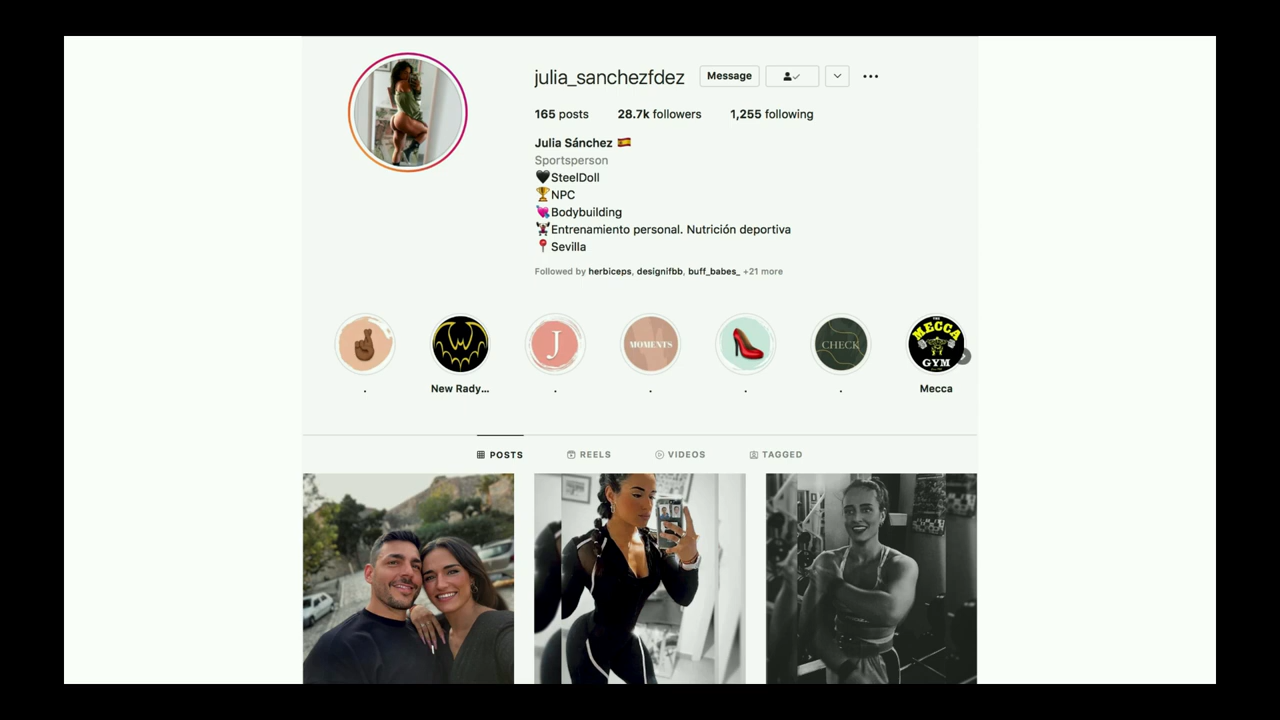 julia_sanchezfdez Message
165 posts 28.7k followers 1,255 following
Julia Sánchez 🇪🇸
Sportsperson
🖤SteelDoll
🏆NPC
💘Bodybuilding
🏋🏻‍♀️Entrenamiento personal. Nutrición deportiva
📍Sevilla
Followed by herbiceps, designifbb, buff_babes_ +21 more
J MOMENTS CHECK THE MECCA GYM
. New Rady... . . . . Mecca
POSTS REELS VIDEOS TAGGED